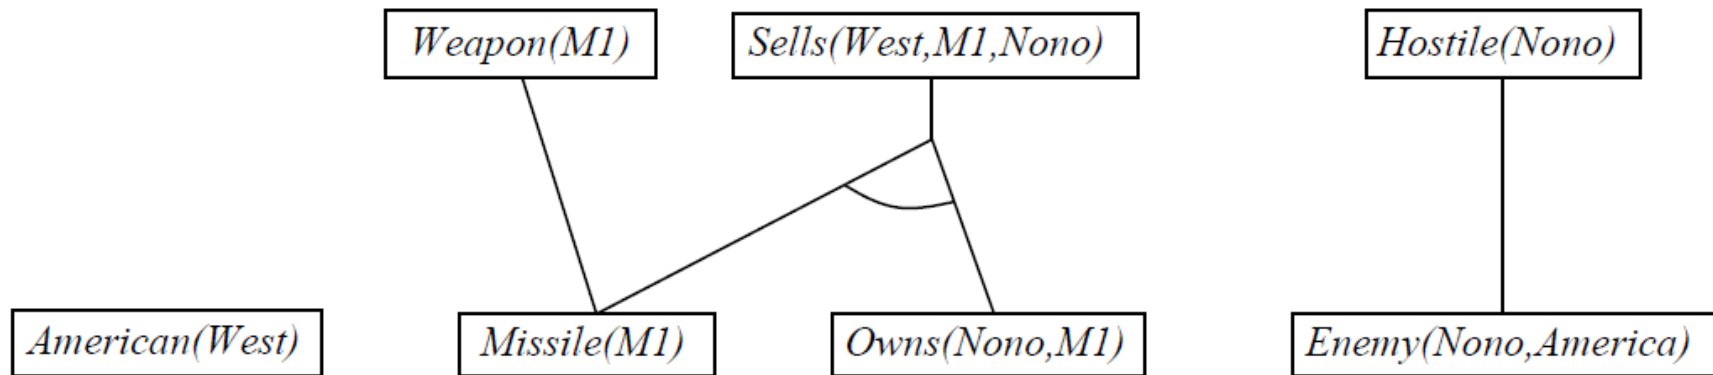 Weapon(M1)
Sells(West,M1,Nono)
Hostile(Nono)
American(West)
Missile(M1)
Owns(Nono,M1)
Enemy(Nono,America)